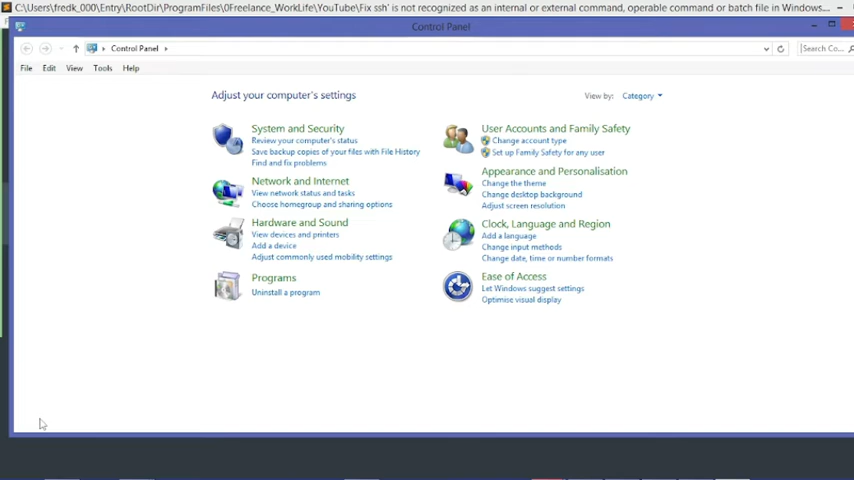 C:\Users\fredk_000\Entry\RootDir\ProgramFiles\0Freelance_WorkLife\YouTube\Fix ssh' is not recognized as an internal or external command, operable command or batch file in Windows...
Control Panel
Control Panel
Search Co...
File Edit View Tools Help
Adjust your computer's settings
View by: Category
System and Security
Review your computer's status
Save backup copies of your files with File History
Find and fix problems
Network and Internet
View network status and tasks
Choose homegroup and sharing options
Hardware and Sound
View devices and printers
Add a device
Adjust commonly used mobility settings
Programs
Uninstall a program
User Accounts and Family Safety
Change account type
Set up Family Safety for any user
Appearance and Personalisation
Change the theme
Change desktop background
Adjust screen resolution
Clock, Language and Region
Add a language
Change input methods
Change date, time or number formats
Ease of Access
Let Windows suggest settings
Optimise visual display